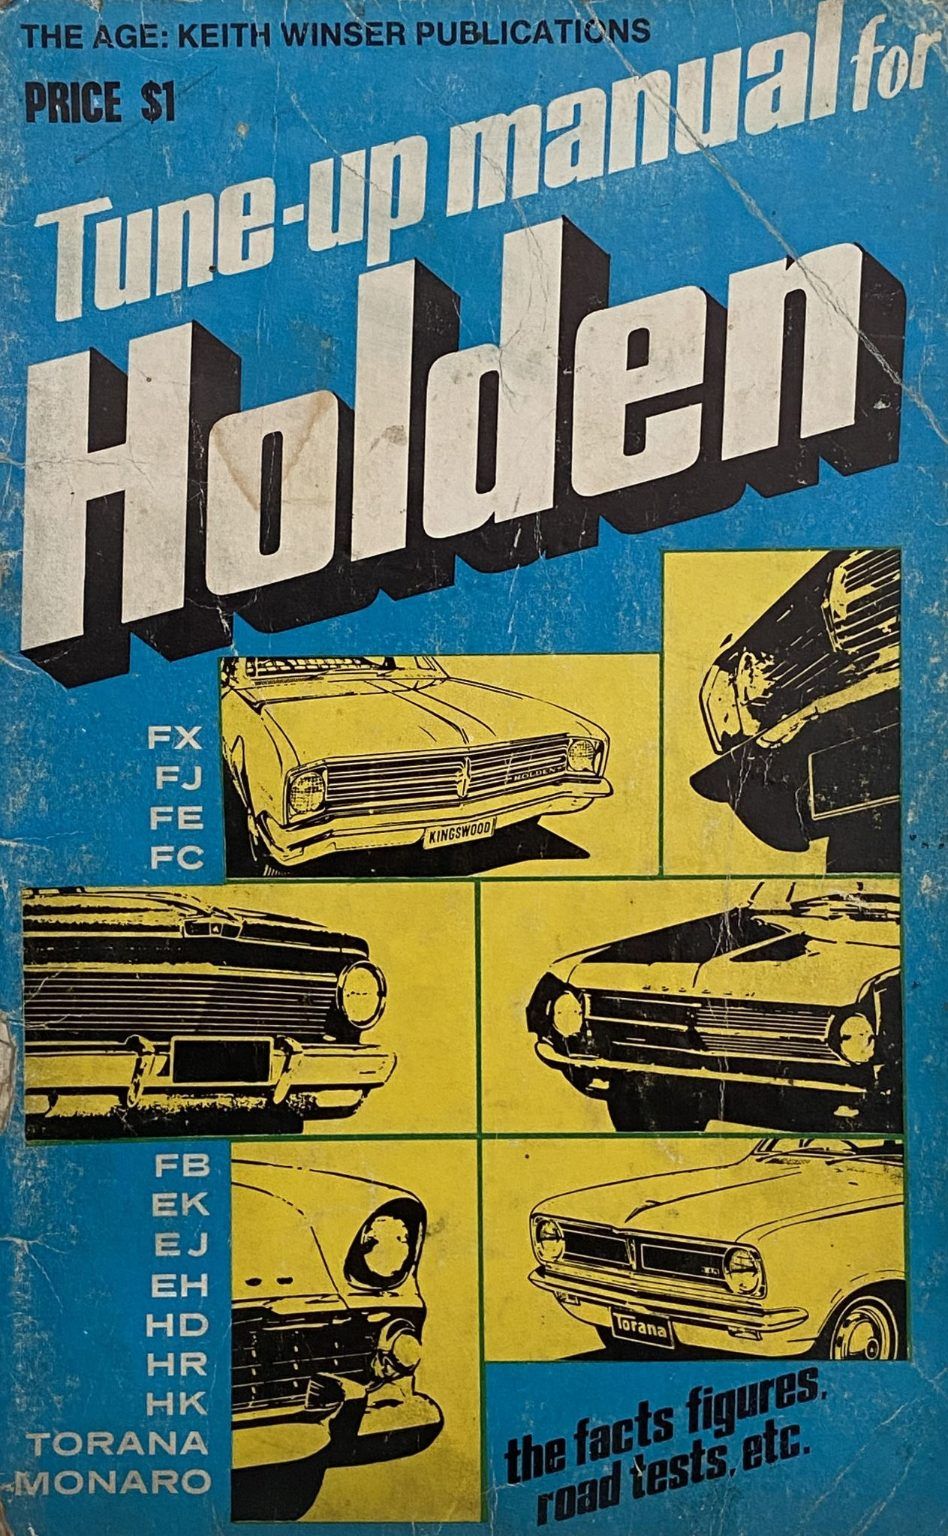 THE AGE: KEITH WINSER PUBLICATIONS
PRICE $1
Tune-up manual for
Holden
FX
FJ
FE
FC
HOLDEN
KINGSWOOD
FB
EK
EJ
EH
HD
HR
HK
TORANA
MONARO
Torana
the facts figures,
road tests, etc.